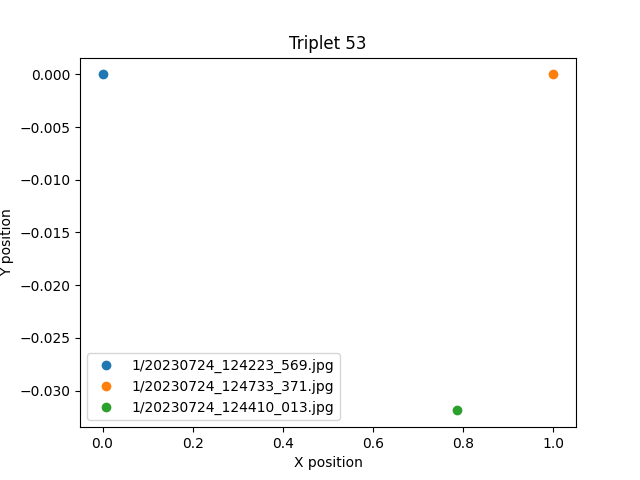 Triplet 53
0.000
−0.005
−0.010
−0.015
−0.020
−0.025
−0.030
Y position
1/20230724_124223_569.jpg
1/20230724_124733_371.jpg
1/20230724_124410_013.jpg
0.0 0.2 0.4 0.6 0.8 1.0
X position